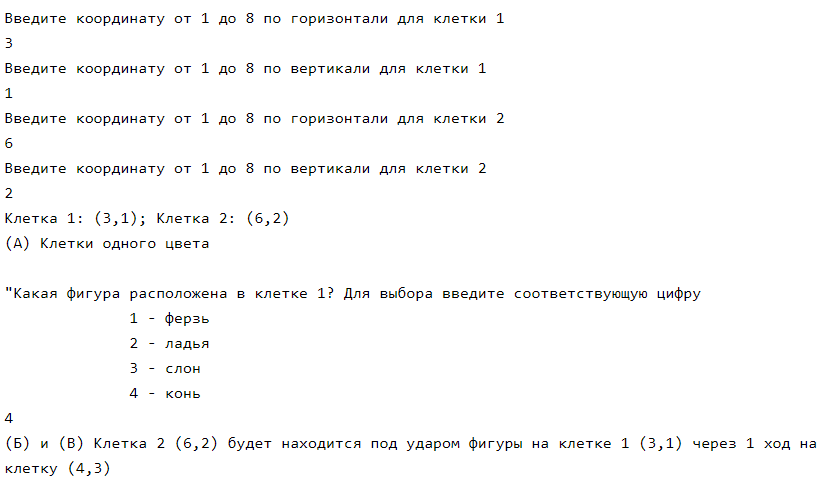 Введите координату от 1 до 8 по горизонтали для клетки 1
3
Введите координату от 1 до 8 по вертикали для клетки 1
1
Введите координату от 1 до 8 по горизонтали для клетки 2
6
Введите координату от 1 до 8 по вертикали для клетки 2
2
Клетка 1: (3,1); Клетка 2: (6,2)
(А) Клетки одного цвета
"Какая фигура расположена в клетке 1? Для выбора введите соответствующую цифру
1 - ферзь
2 - ладья
3 - слон
4 - конь
4
(Б) и (В) Клетка 2 (6,2) будет находится под ударом фигуры на клетке 1 (3,1) через 1 ход на
клетку (4,3)